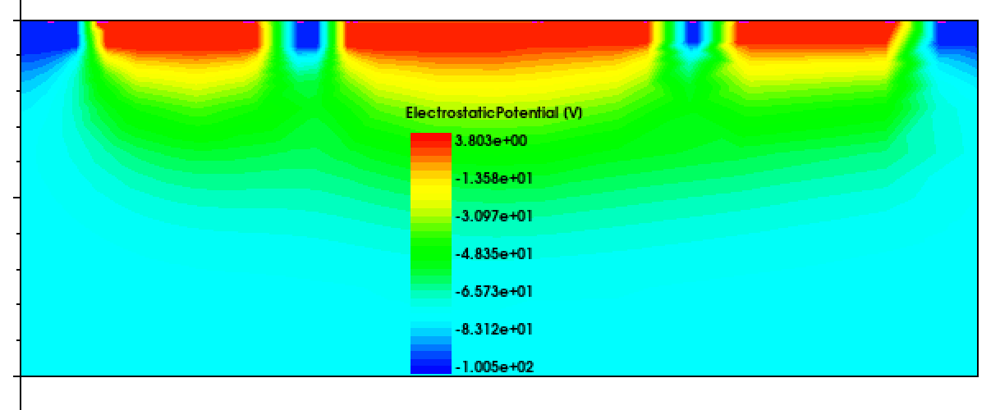 ElectrostaticPotential (V)
3.803e+00
-1.358e+01
-3.097e+01
-4.835e+01
-6.573e+01
-8.312e+01
-1.005e+02